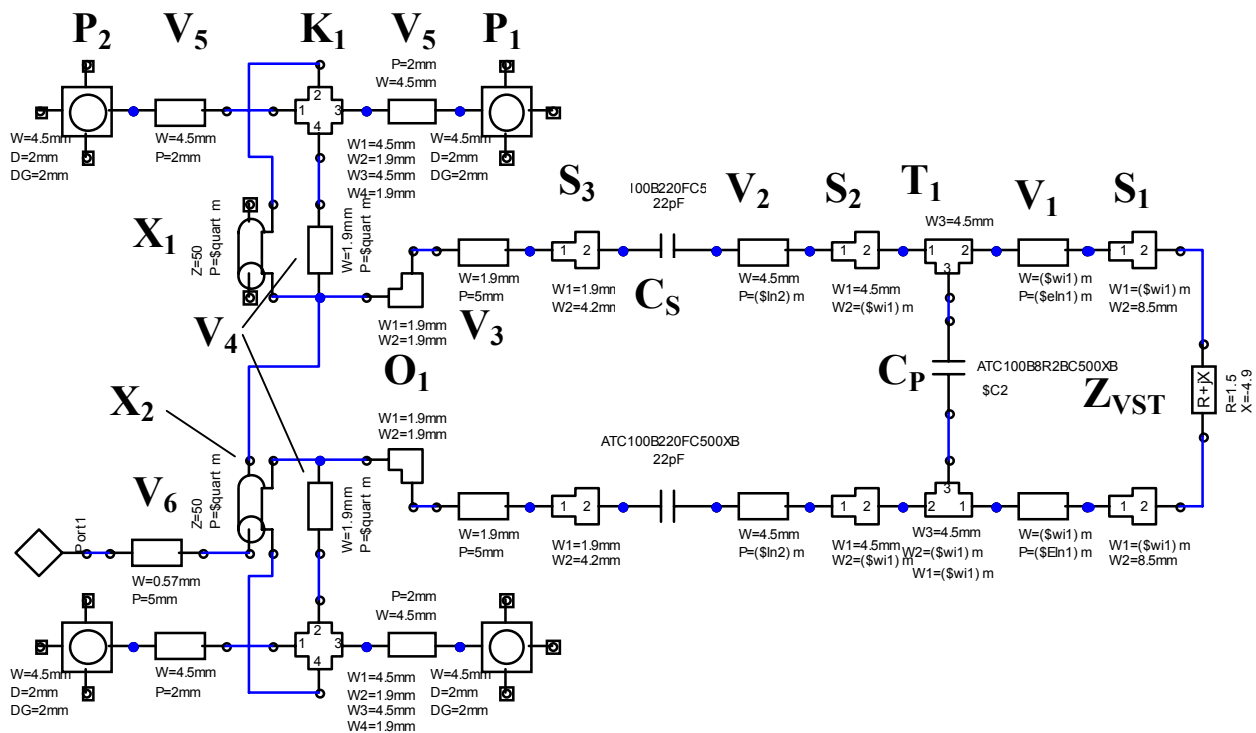 P2 V5 K1 V5 P1
P=2mm
W=4.5mm
1 2 3 4
W=4.5mm
D=2mm
DG=2mm
W=4.5mm
P=2mm
W1=4.5mm
W2=1.9mm
W3=4.5mm
W4=1.9mm
W=4.5mm
D=2mm
DG=2mm
X1
Z=50
P=$quart m
W=1.9mm
P=$quart m
S3
100B220FC5
22pF
V2
S2
T1
V1
S1
W3=4.5mm
1 2
1 2
1 2
3
1 2
W=1.9mm
P=5mm
W1=1.9mm
W2=4.2mm
CS
W=4.5mm
P=($ln2) m
W1=4.5mm
W2=($wi1) m
W=($wi1) m
P=($eln1) m
W1=($wi1) m
W2=8.5mm
W1=1.9mm
W2=1.9mm
V3
V4
O1
CP
ATC100B8R2BC500XB
$C2
ZVST
R+jX
R=1.5
X=-4.9
X2
W1=1.9mm
W2=1.9mm
ATC100B220FC500XB
22pF
V6
Z=50
P=$quart m
W=1.9mm
P=$quart m
Port1
W=0.57mm
P=5mm
1 2
1 2
3
2 1
1 2
W=1.9mm
P=5mm
W1=1.9mm
W2=4.2mm
W=4.5mm
P=($ln2) m
W1=4.5mm
W2=($wi1) m
W3=4.5mm
W2=($wi1) m
W1=($wi1) m
W=($wi1) m
P=($Eln1) m
W1=($wi1) m
W2=8.5mm
P=2mm
W=4.5mm
1 2 3 4
W=4.5mm
D=2mm
DG=2mm
W=4.5mm
P=2mm
W1=4.5mm
W2=1.9mm
W3=4.5mm
W4=1.9mm
W=4.5mm
D=2mm
DG=2mm